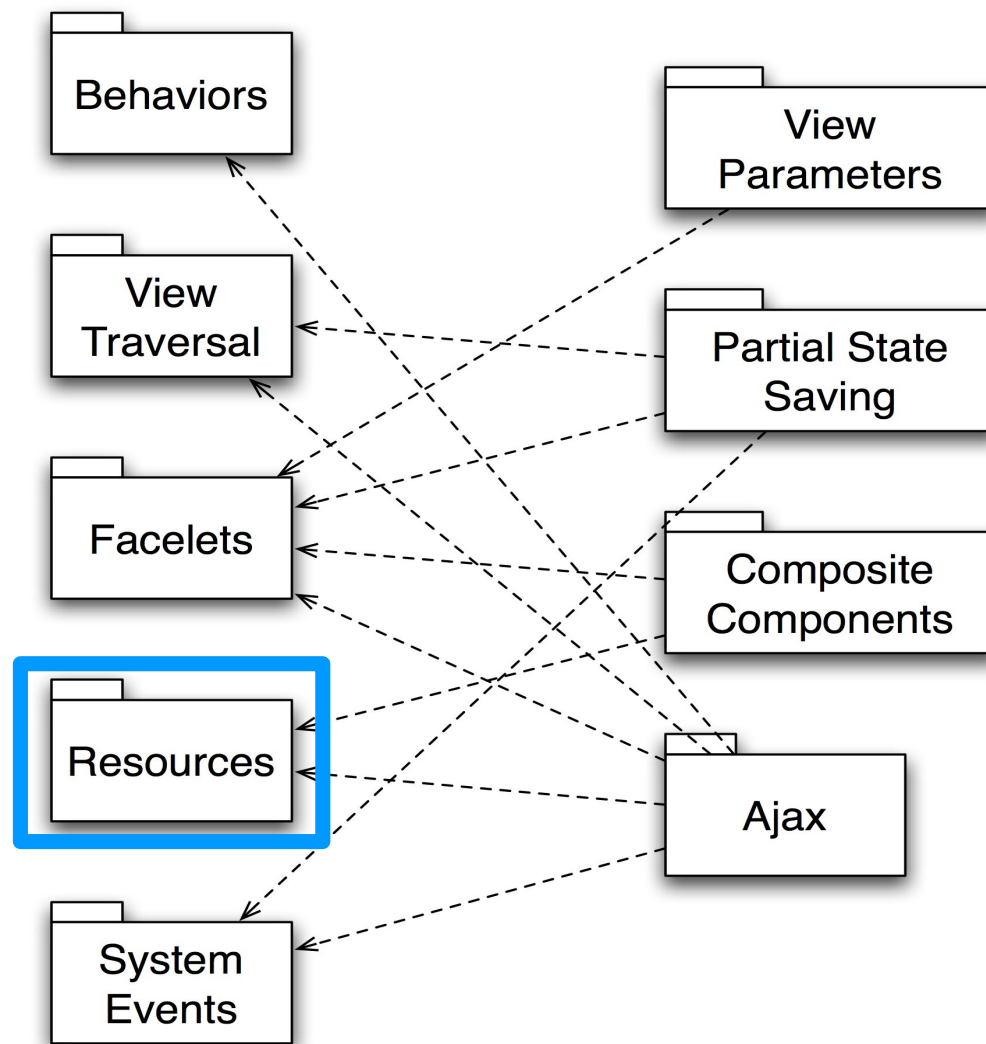 Behaviors
View
Traversal
Facelets
Resources
System
Events
View
Parameters
Partial State
Saving
Composite
Components
Ajax